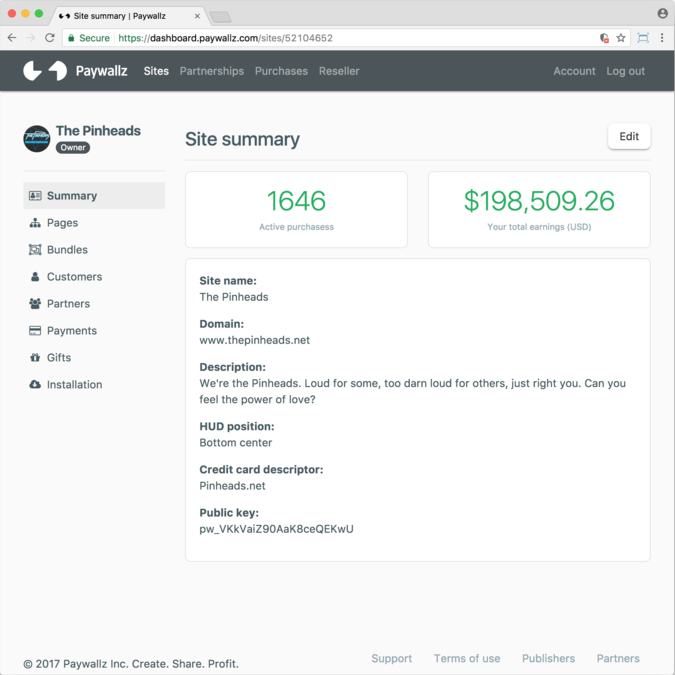 Site summary | Paywallz
Secure https://dashboard.paywallz.com/sites/52104652
Paywallz Sites Partnerships Purchases Reseller Account Log out
The Pinheads
Owner
Summary
Pages
Bundles
Customers
Partners
Payments
Gifts
Installation
Site summary
Edit
1646
Active purchasess
$198,509.26
Your total earnings (USD)
Site name:
The Pinheads
Domain:
www.thepinheads.net
Description:
We're the Pinheads. Loud for some, too darn loud for others, just right you. Can you
feel the power of love?
HUD position:
Bottom center
Credit card descriptor:
Pinheads.net
Public key:
pw_VKkVaiZ90AaK8ceQEKwU
© 2017 Paywallz Inc. Create. Share. Profit.
Support Terms of use Publishers Partners